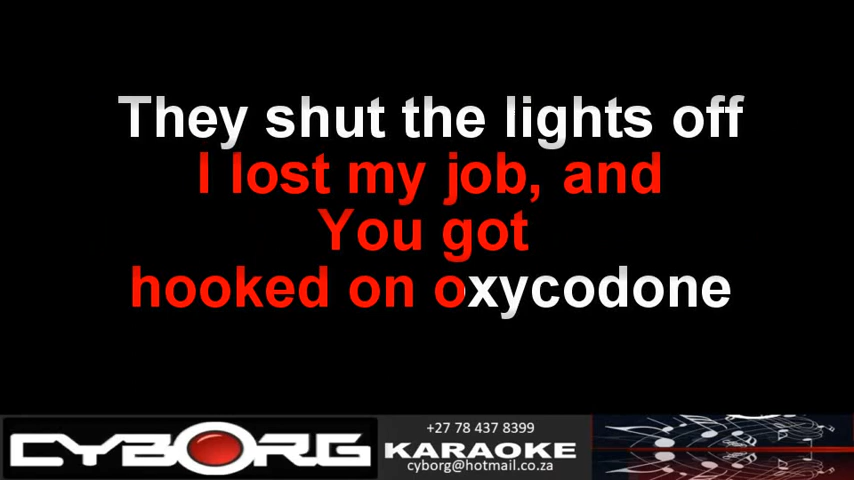 They shut the lights off
I lost my job, and
You got
hooked on oxycodone
CYBORG
+27 78 437 8399
KARAOKE
cyborg@hotmail.co.za